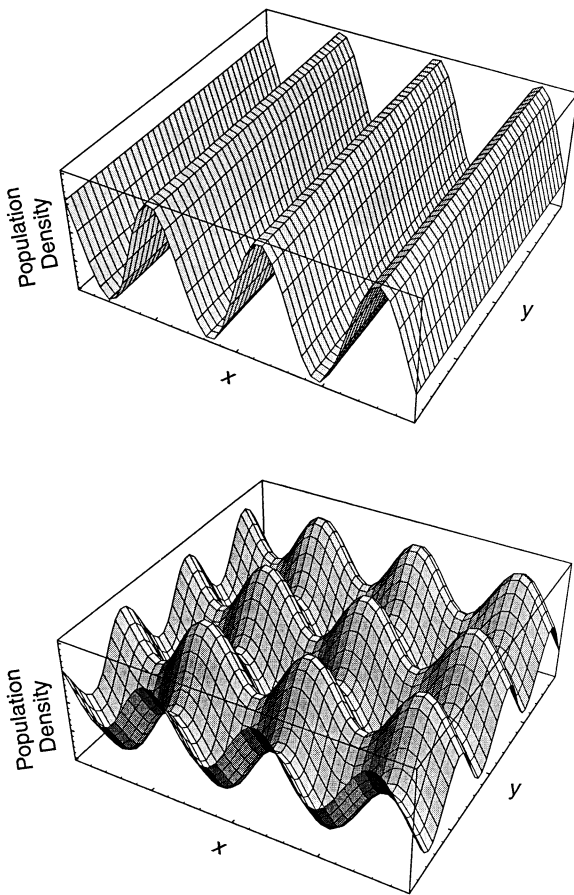 Population
Density
x
y
Population
Density
x
y